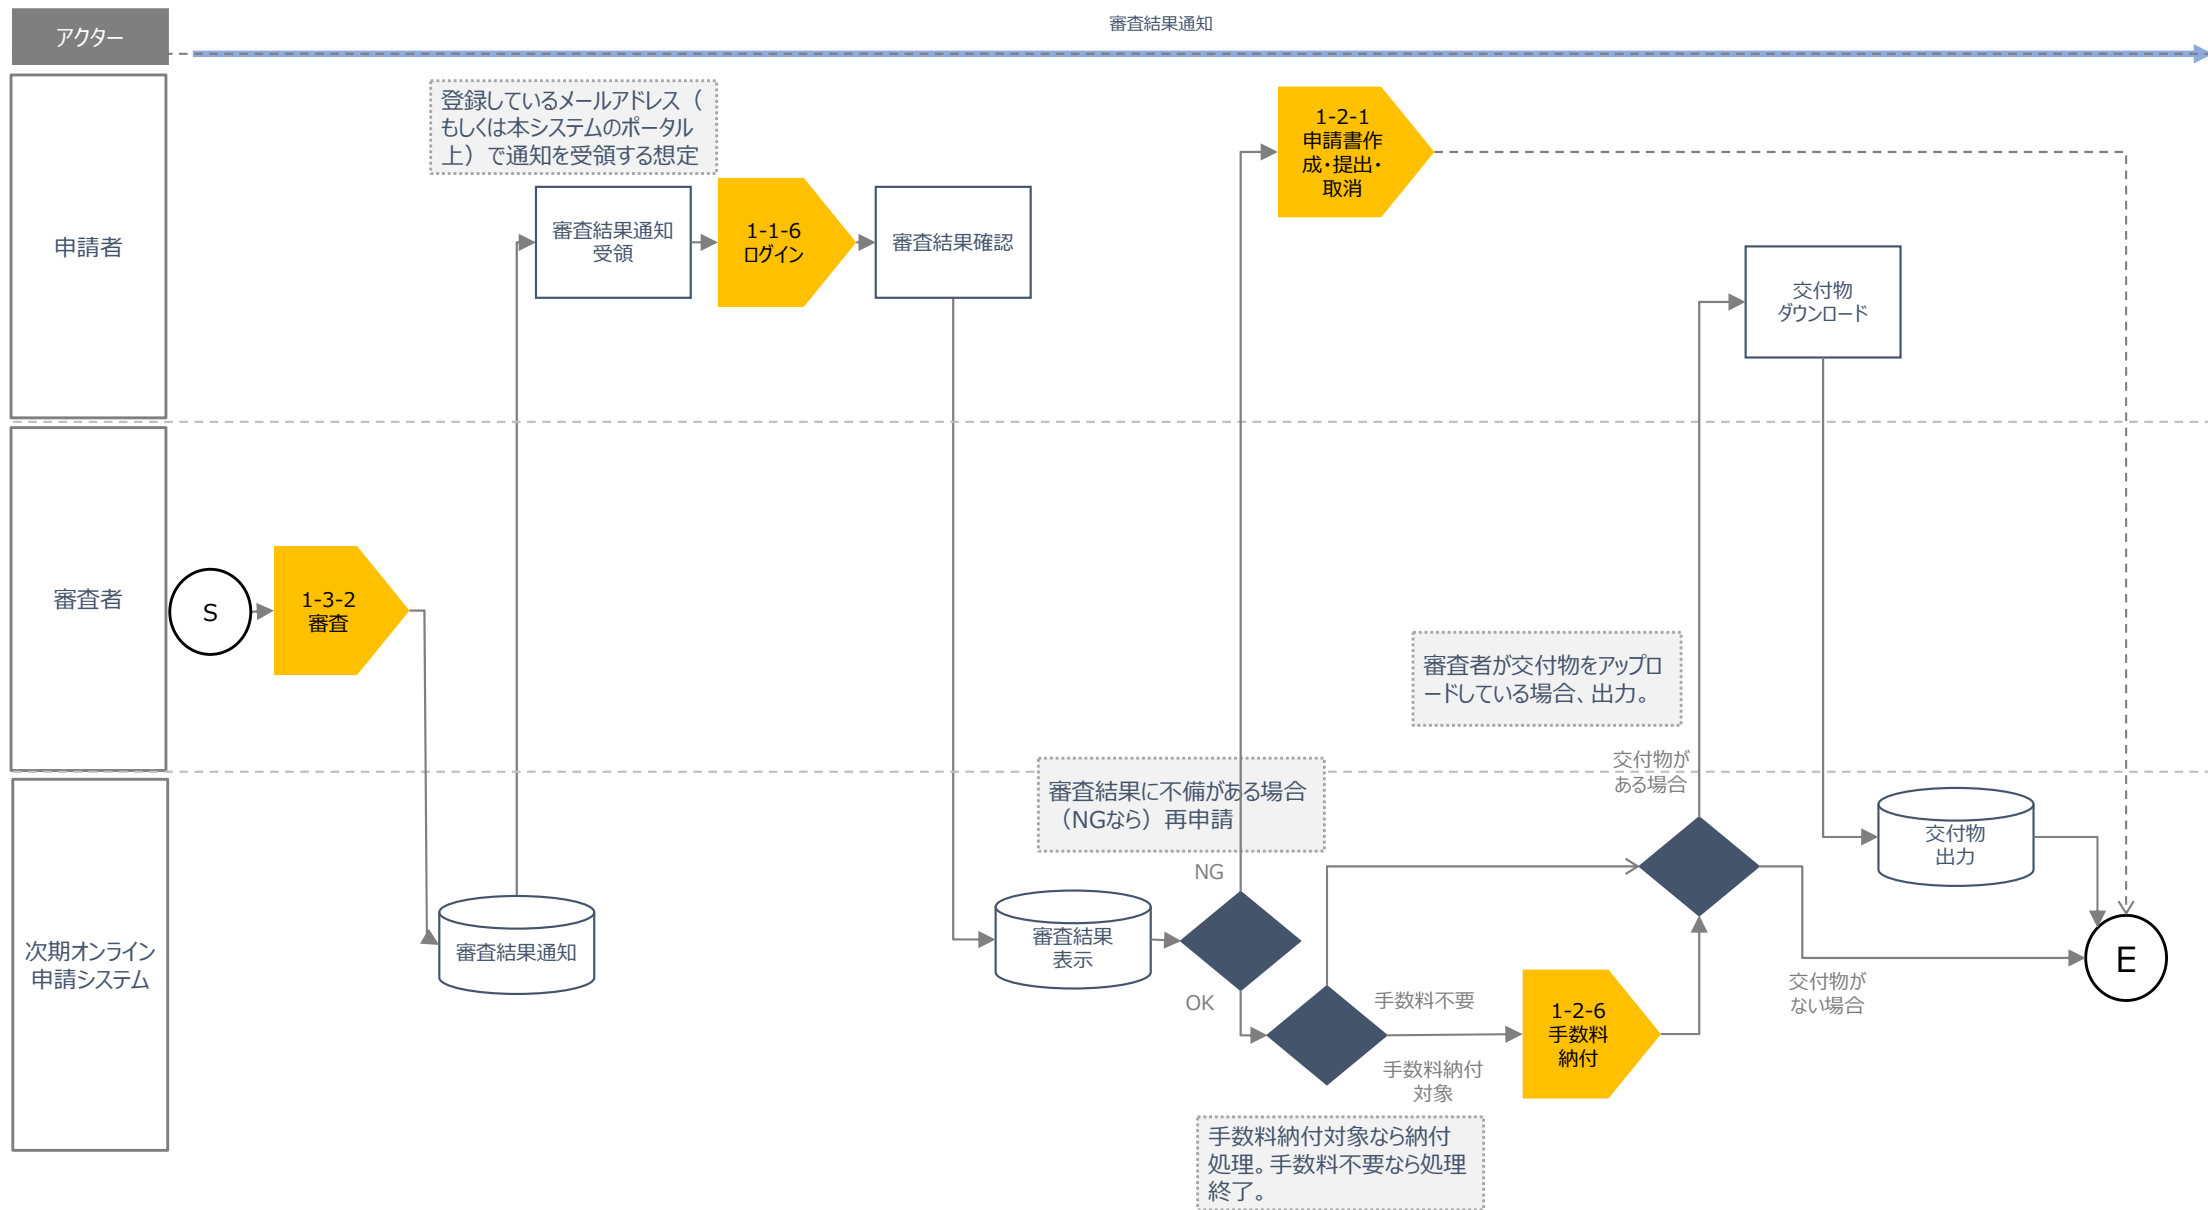 アクター
審査結果通知
申請者
登録しているメールアドレス（
もしくは本システムのポータル
上）で通知を受領する想定
審査結果通知
受領
1-1-6
ログイン
審査結果確認
1-2-1
申請書作
成・提出・
取消
交付物
ダウンロード
審査者
S
1-3-2
審査
審査者が交付物をアップロ
ードしている場合、出力。
交付物が
ある場合
次期オンライン
申請システム
審査結果通知
審査結果
表示
審査結果に不備がある場合
（NGなら）再申請
NG
OK
手数料不要
手数料納付
対象
1-2-6
手数料
納付
手数料納付対象なら納付
処理。手数料不要なら処理
終了。
交付物
出力
交付物が
ない場合
E